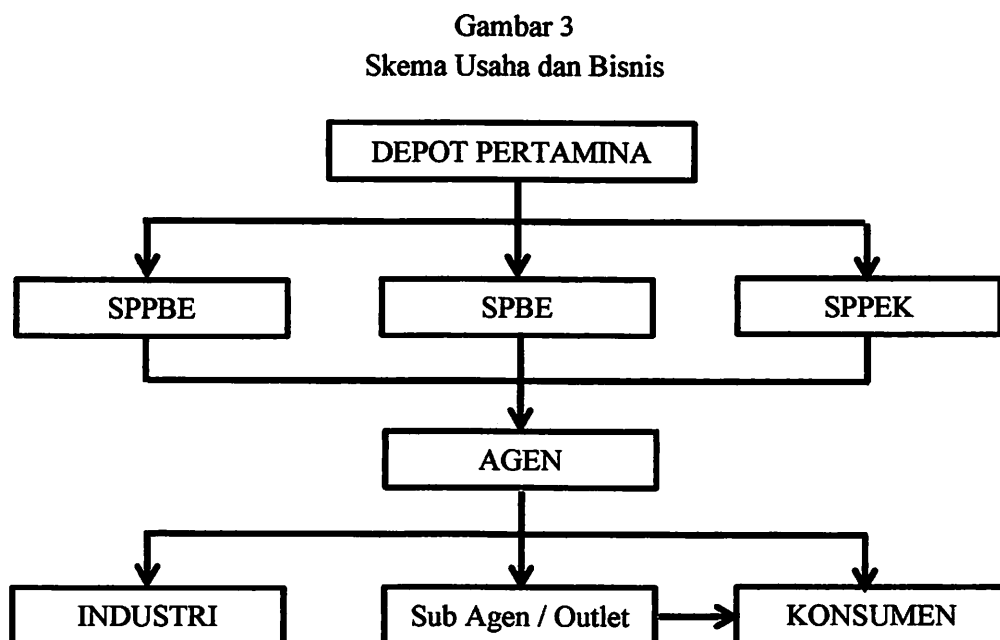 Gambar 3
Skema Usaha dan Bisnis
DEPOT PERTAMINA
SPPBE
SPBE
SPPEK
AGEN
INDUSTRI
Sub Agen / Outlet
KONSUMEN